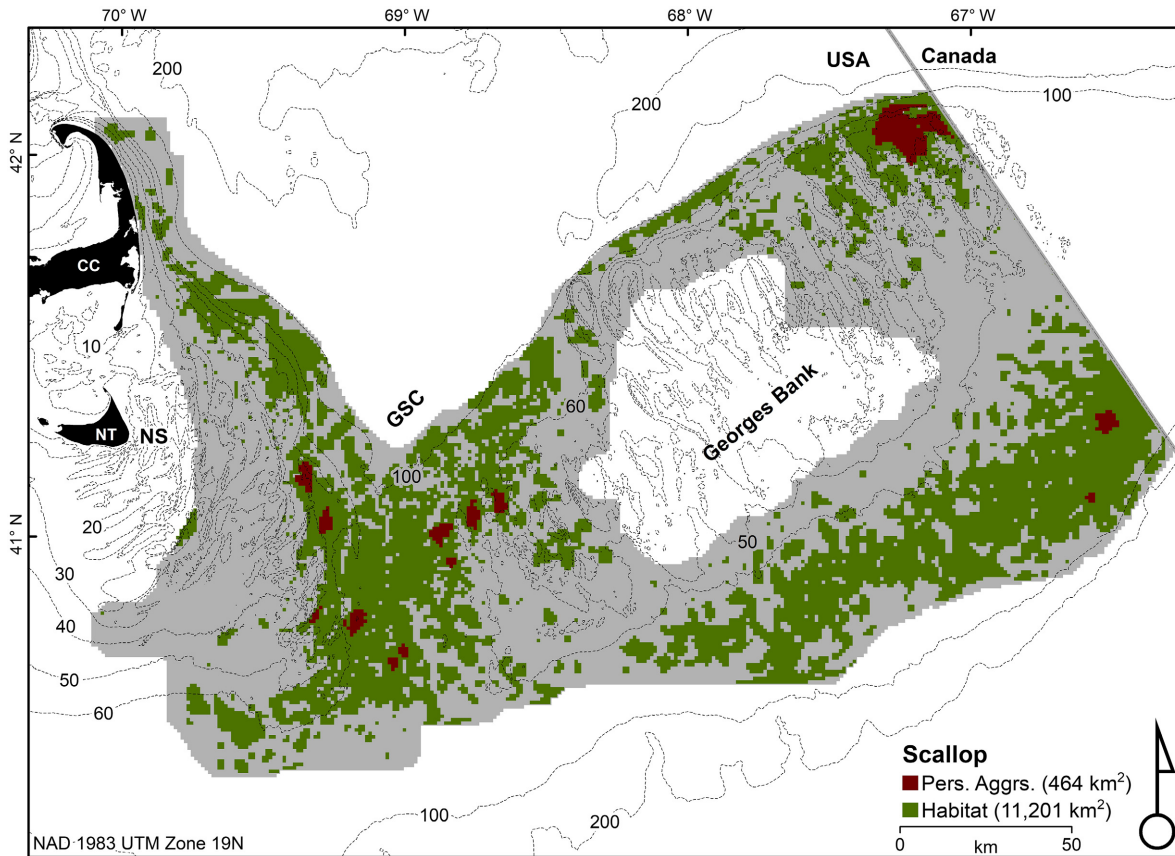 70° W 69° W 68° W 67° W
200
USA Canada
200
100
42° N
CC
10
GSC
60
Georges Bank
NT NS
100
41° N
20
50
30
40
50
60
Scallop
Pers. Aggrs. (464 km²)
Habitat (11,201 km²)
100
200
0 50
km
NAD 1983 UTM Zone 19N